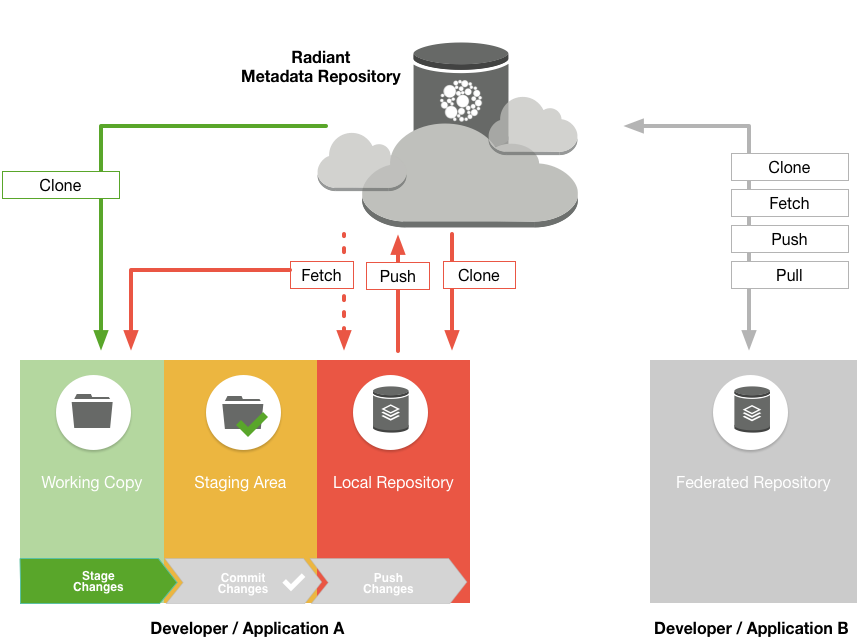 Radiant
Metadata Repository
Clone
Clone
Fetch
Push
Pull
Fetch
Push
Clone
Working Copy
Staging Area
Local Repository
Federated Repository
Stage
Changes
Commit
Changes
Push
Changes
Developer / Application A
Developer / Application B